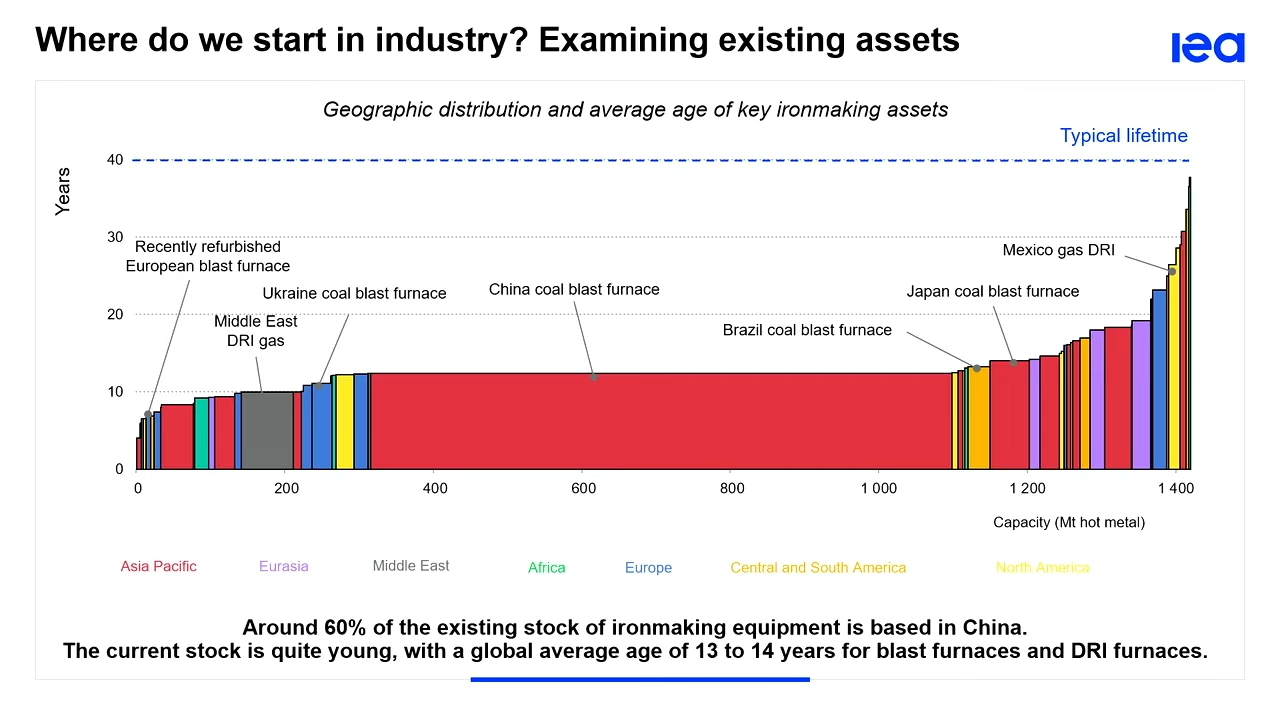 Where do we start in industry? Examining existing assets
iea
Geographic distribution and average age of key ironmaking assets
Typical lifetime
Years
40
30
20
10
0
Recently refurbished
European blast furnace
Middle East
DRI gas
Ukraine coal blast furnace
China coal blast furnace
Brazil coal blast furnace
Japan coal blast furnace
Mexico gas DRI
0 200 400 600 800 1 000 1 200 1 400
Capacity (Mt hot metal)
Asia Pacific Eurasia Middle East Africa Europe Central and South America North America
Around 60% of the existing stock of ironmaking equipment is based in China.
The current stock is quite young, with a global average age of 13 to 14 years for blast furnaces and DRI furnaces.